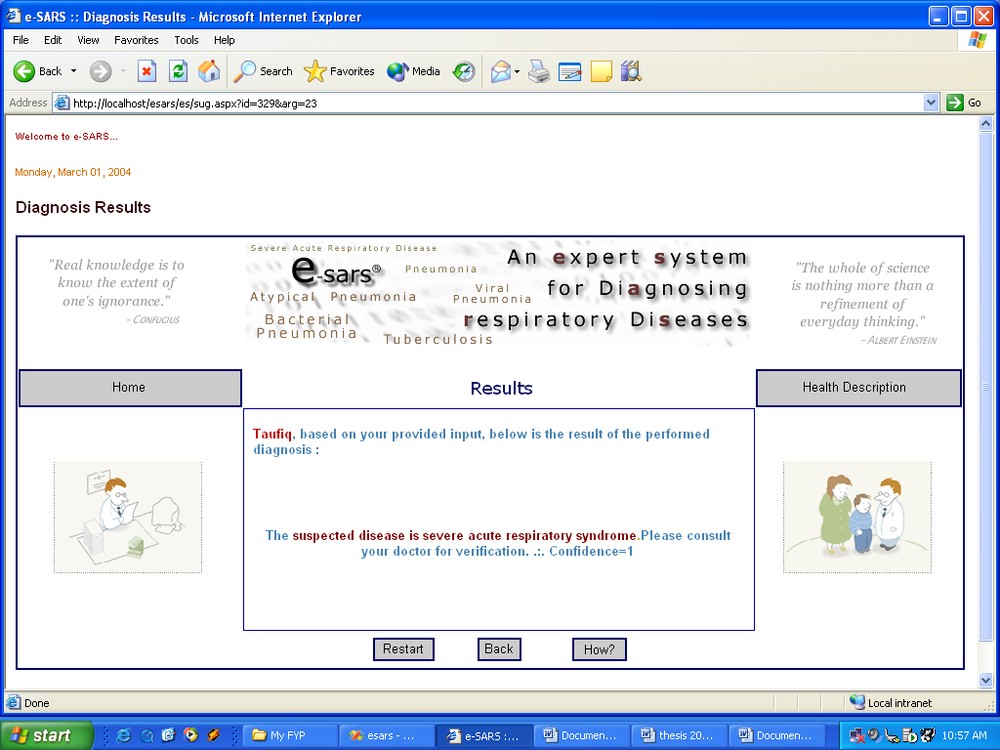 e-SARS :: Diagnosis Results - Microsoft Internet Explorer
File Edit View Favorites Tools Help
Back Search Favorites Media
Address http://localhost/esars/es/sug.aspx?id=329&arg=23 Go
Welcome to e-SARS...
Monday, March 01, 2004
Diagnosis Results
"Real knowledge is to
know the extent of
one's ignorance."
- CONFUCIUS
Severe Acute Respiratory Disease
e-sars®
Pneumonia
Atypical Pneumonia
Viral
Pneumonia
Bacterial
Pneumonia
Tuberculosis
An expert system
for Diagnosing
respiratory Diseases
"The whole of science
is nothing more than a
refinement of
everyday thinking."
- ALBERT EINSTEIN
Home
Results
Health Description
Taufiq, based on your provided input, below is the result of the performed
diagnosis :
The suspected disease is severe acute respiratory syndrome.Please consult
your doctor for verification. .:. Confidence=1
Restart Back How?
Done Local intranet
start My FYP esars - ... e-SARS :... Documen... thesis 20... Documen... 10:57 AM